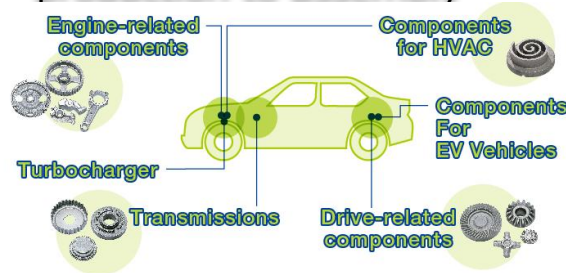 Engine-related
components
Components
for HVAC
Components
For
EV Vehicles
Turbocharger
Transmissions
Drive-related
components